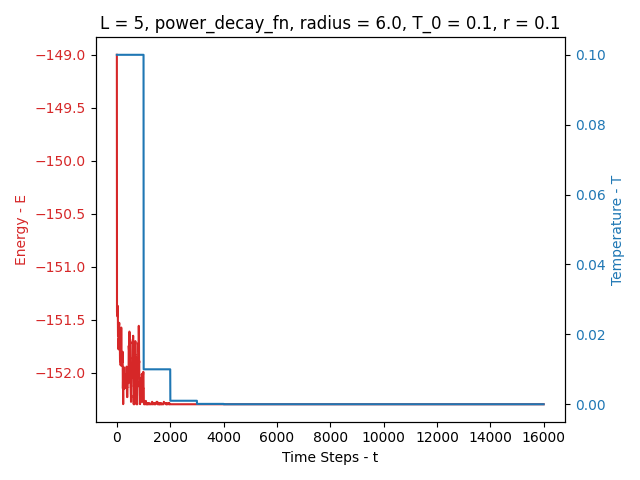 L = 5, power_decay_fn, radius = 6.0, T_0 = 0.1, r = 0.1
−149.0
−149.5
−150.0
−150.5
−151.0
−151.5
−152.0
Energy - E
0.10
0.08
0.06
0.04
0.02
0.00
Temperature - T
0 2000 4000 6000 8000 10000 12000 14000 16000
Time Steps - t